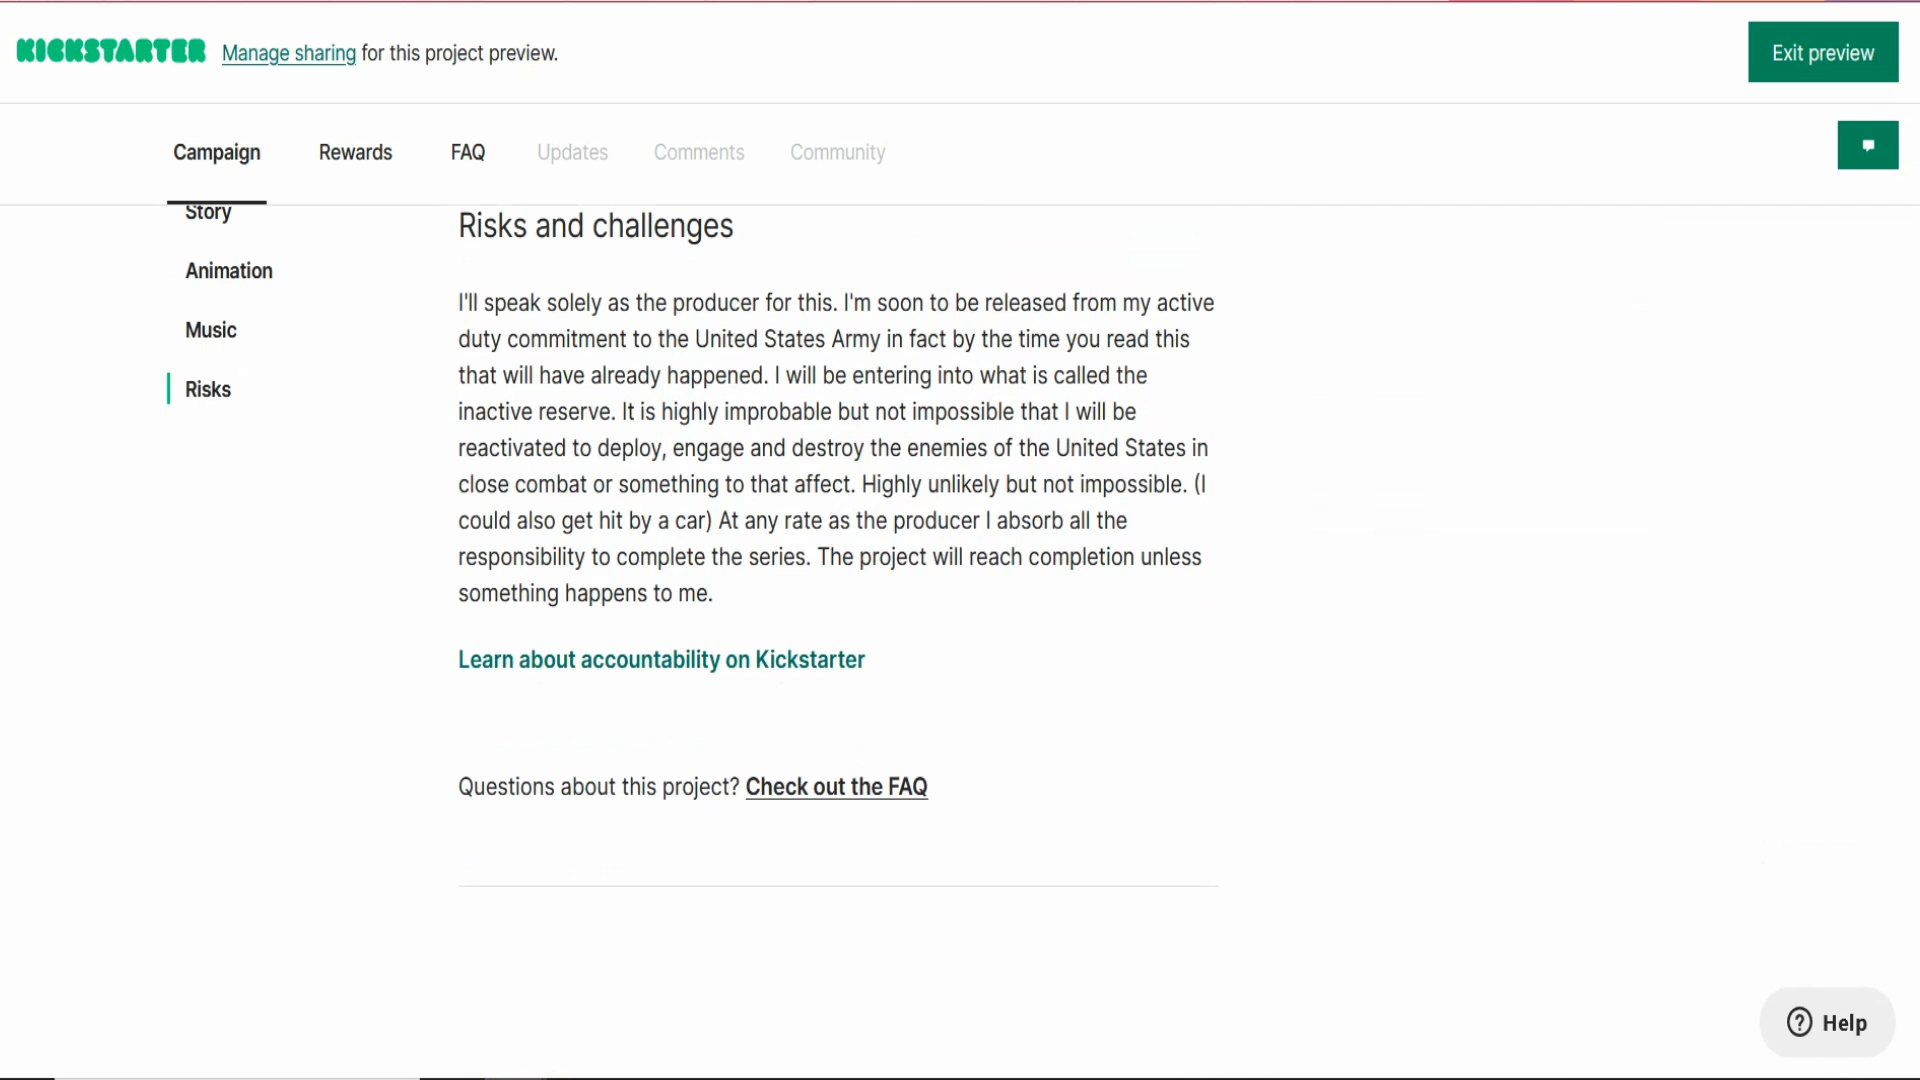 KICKSTARTER Manage sharing for this project preview. Exit preview
Campaign Rewards FAQ Updates Comments Community
Story
Animation
Music
Risks
Risks and challenges
I'll speak solely as the producer for this. I'm soon to be released from my active
duty commitment to the United States Army in fact by the time you read this
that will have already happened. I will be entering into what is called the
inactive reserve. It is highly improbable but not impossible that I will be
reactivated to deploy, engage and destroy the enemies of the United States in
close combat or something to that affect. Highly unlikely but not impossible. (I
could also get hit by a car) At any rate as the producer I absorb all the
responsibility to complete the series. The project will reach completion unless
something happens to me.
Learn about accountability on Kickstarter
Questions about this project? Check out the FAQ
Help